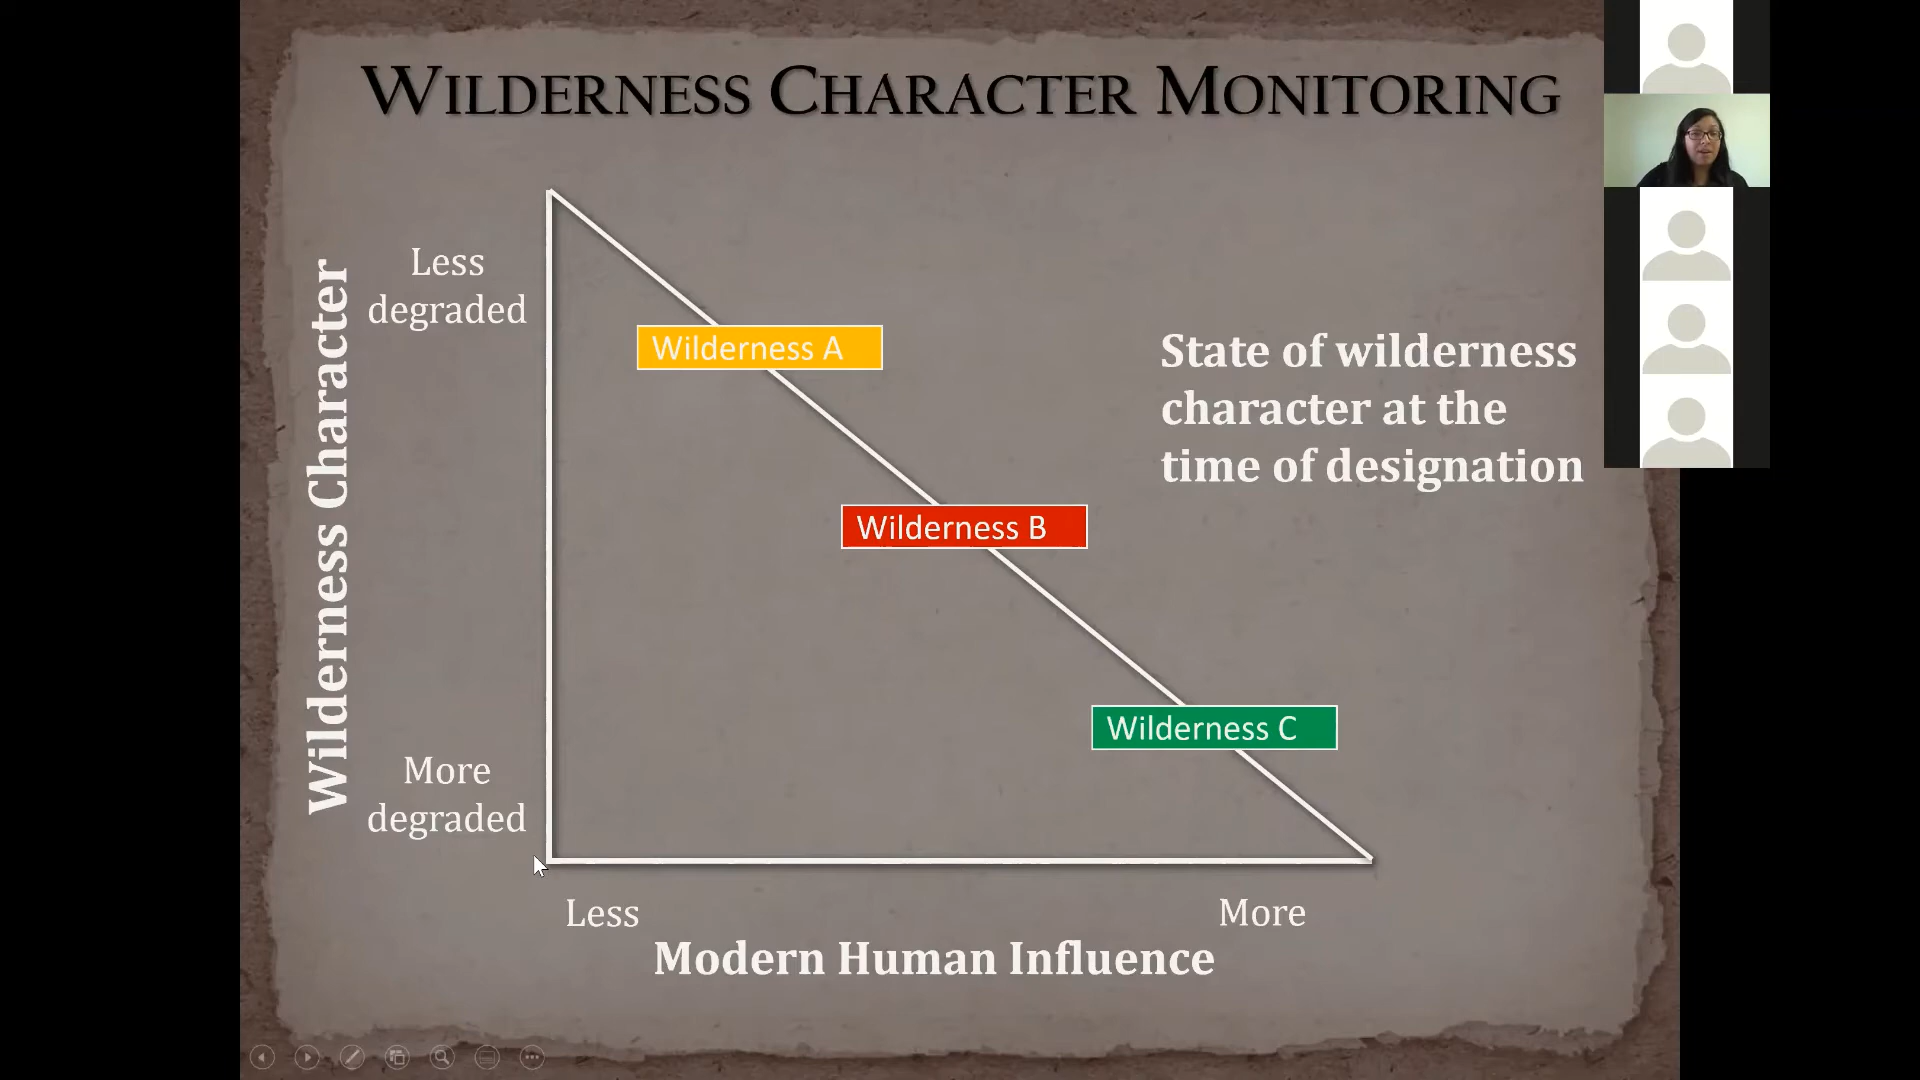 WILDERNESS CHARACTER MONITORING
Wilderness Character
Less
degraded
More
degraded
Wilderness A
Wilderness B
Wilderness C
State of wilderness
character at the
time of designation
Less
More
Modern Human Influence